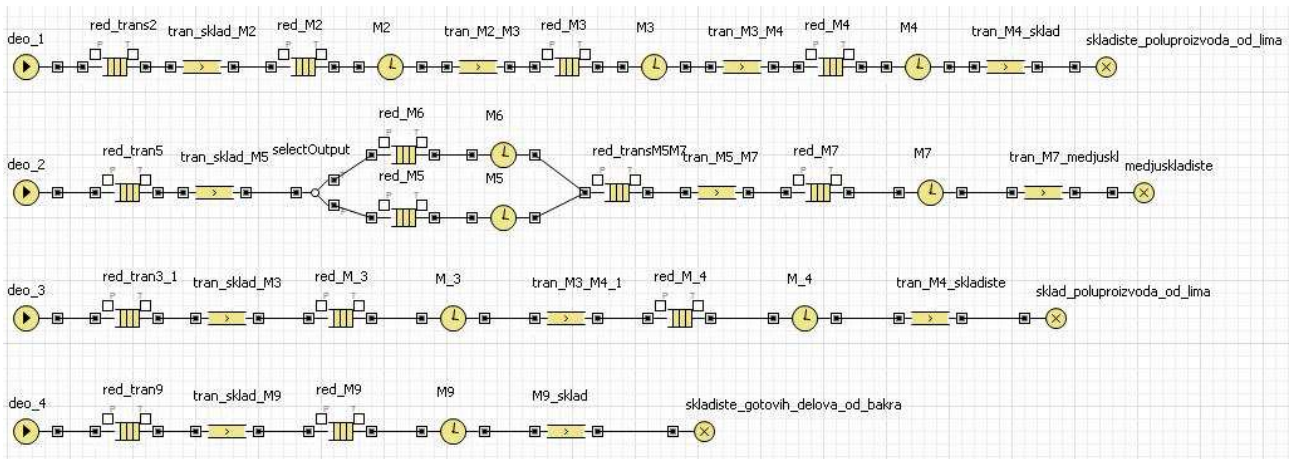 deo_1 red_trans2 tran_sklad_M2 red_M2 M2 tran_M2_M3 red_M3 M3 tran_M3_M4 red_M4 M4 tran_M4_sklad skladiste_poluproizvoda_od_lima
deo_2 red_tran5 tran_sklad_M5 selectOutput red_M6 M6 red_M5 M5 red_transM5M7 tran_M5_M7 red_M7 M7 tran_M7_medjuskl medjuskladiste
deo_3 red_tran3_1 tran_sklad_M3 red_M_3 M_3 tran_M3_M4_1 red_M_4 M_4 tran_M4_skladiste sklad_poluproizvoda_od_lima
deo_4 red_tran9 tran_sklad_M9 red_M9 M9 M9_sklad skladiste_gotovih_delova_od_bakra